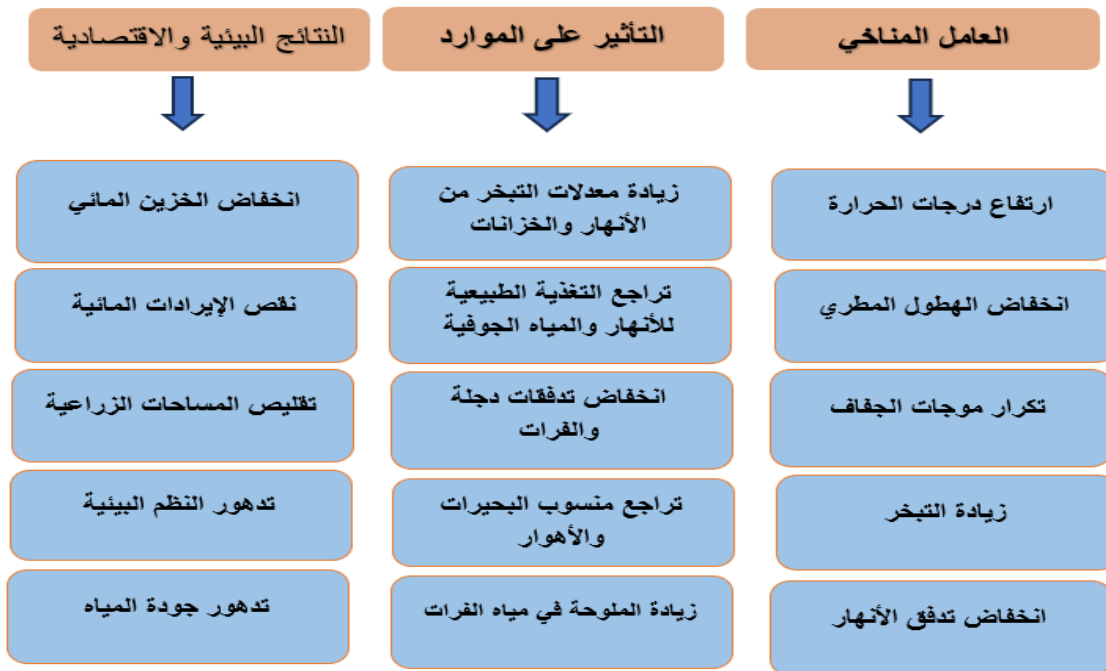 العامل المناخي
التأثير على الموارد
النتائج البيئية والاقتصادية
ارتفاع درجات الحرارة
زيادة معدلات التبخر من
الأنهار والخزانات
انخفاض الخزين المائي
انخفاض الهطول المطري
تراجع التغذية الطبيعية
للأنهار والمياه الجوفية
نقص الإيرادات المائية
تكرار موجات الجفاف
انخفاض تدفقات دجلة
والفرات
تقليص المساحات الزراعية
زيادة التبخر
تراجع منسوب البحيرات
والأهوار
تدهور النظم البيئية
انخفاض تدفق الأنهار
زيادة الملوحة في مياه الفرات
تدهور جودة المياه